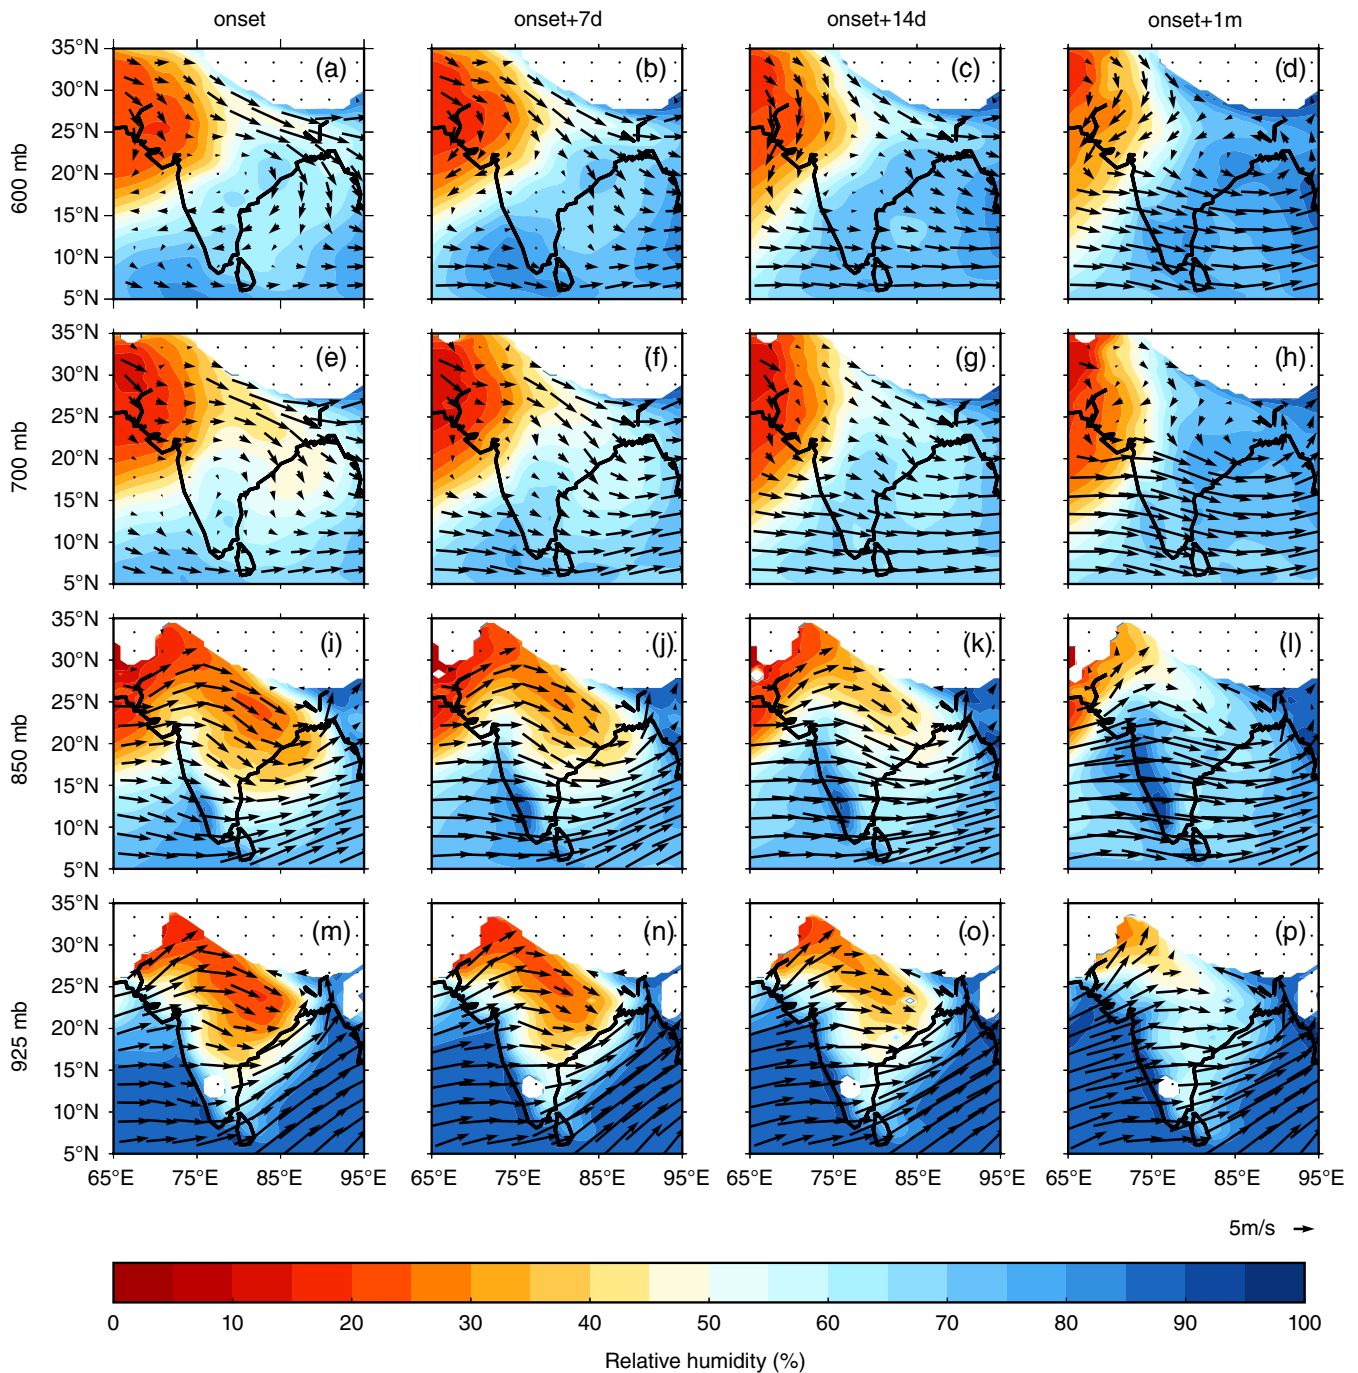 onset onset+7d onset+14d onset+1m
35°N (a) (b) (c) (d)
30°N
25°N
600 mb
20°N
15°N
10°N
5°N
35°N (e) (f) (g) (h)
30°N
25°N
700 mb
20°N
15°N
10°N
5°N
35°N (i) (j) (k) (l)
30°N
25°N
850 mb
20°N
15°N
10°N
5°N
35°N (m) (n) (o) (p)
30°N
25°N
925 mb
20°N
15°N
10°N
5°N
65°E 75°E 85°E 95°E 65°E 75°E 85°E 95°E 65°E 75°E 85°E 95°E 65°E 75°E 85°E 95°E
5m/s
0 10 20 30 40 50 60 70 80 90 100
Relative humidity (%)